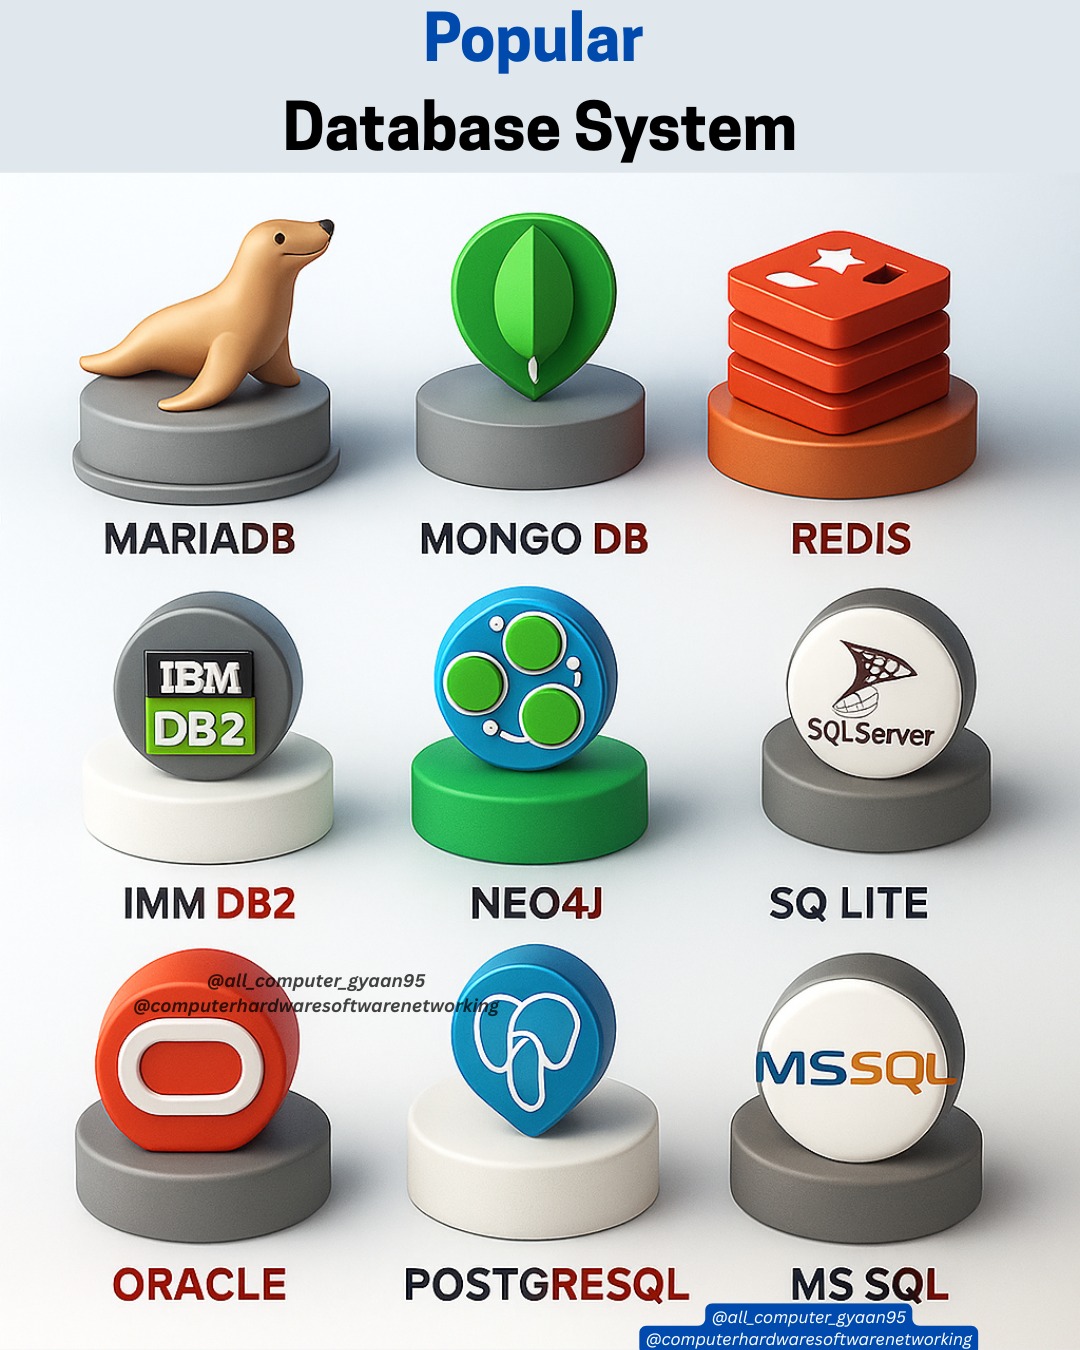 Popular
Database System
MARIADB
MONGO DB
REDIS
IBM
DB2
SQLServer
IMM DB2
NEO4J
SQ LITE
@all_computer_gyaan95
@computerhardwaresoftwarenetworking
MSSQL
ORACLE
POSTGRESQL
MS SQL
@all_computer_gyaan95
@computerhardwaresoftwarenetworking